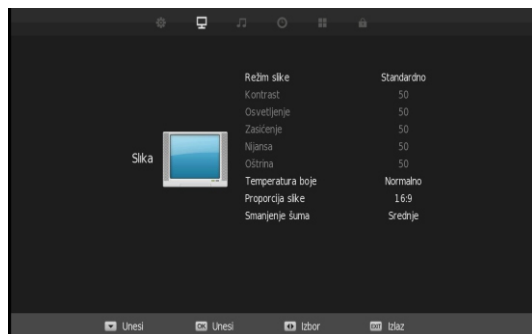 Režim slike Standardno
Kontrast 50
Osvetljenje 50
Zasićenje 50
Nijansa 50
Oštrina 50
Slika
Temperatura boje Normalno
Proporcija slike 16:9
Smanjenje šuma Srednje
Unesi OK Unesi Izbor EXIT Izlaz